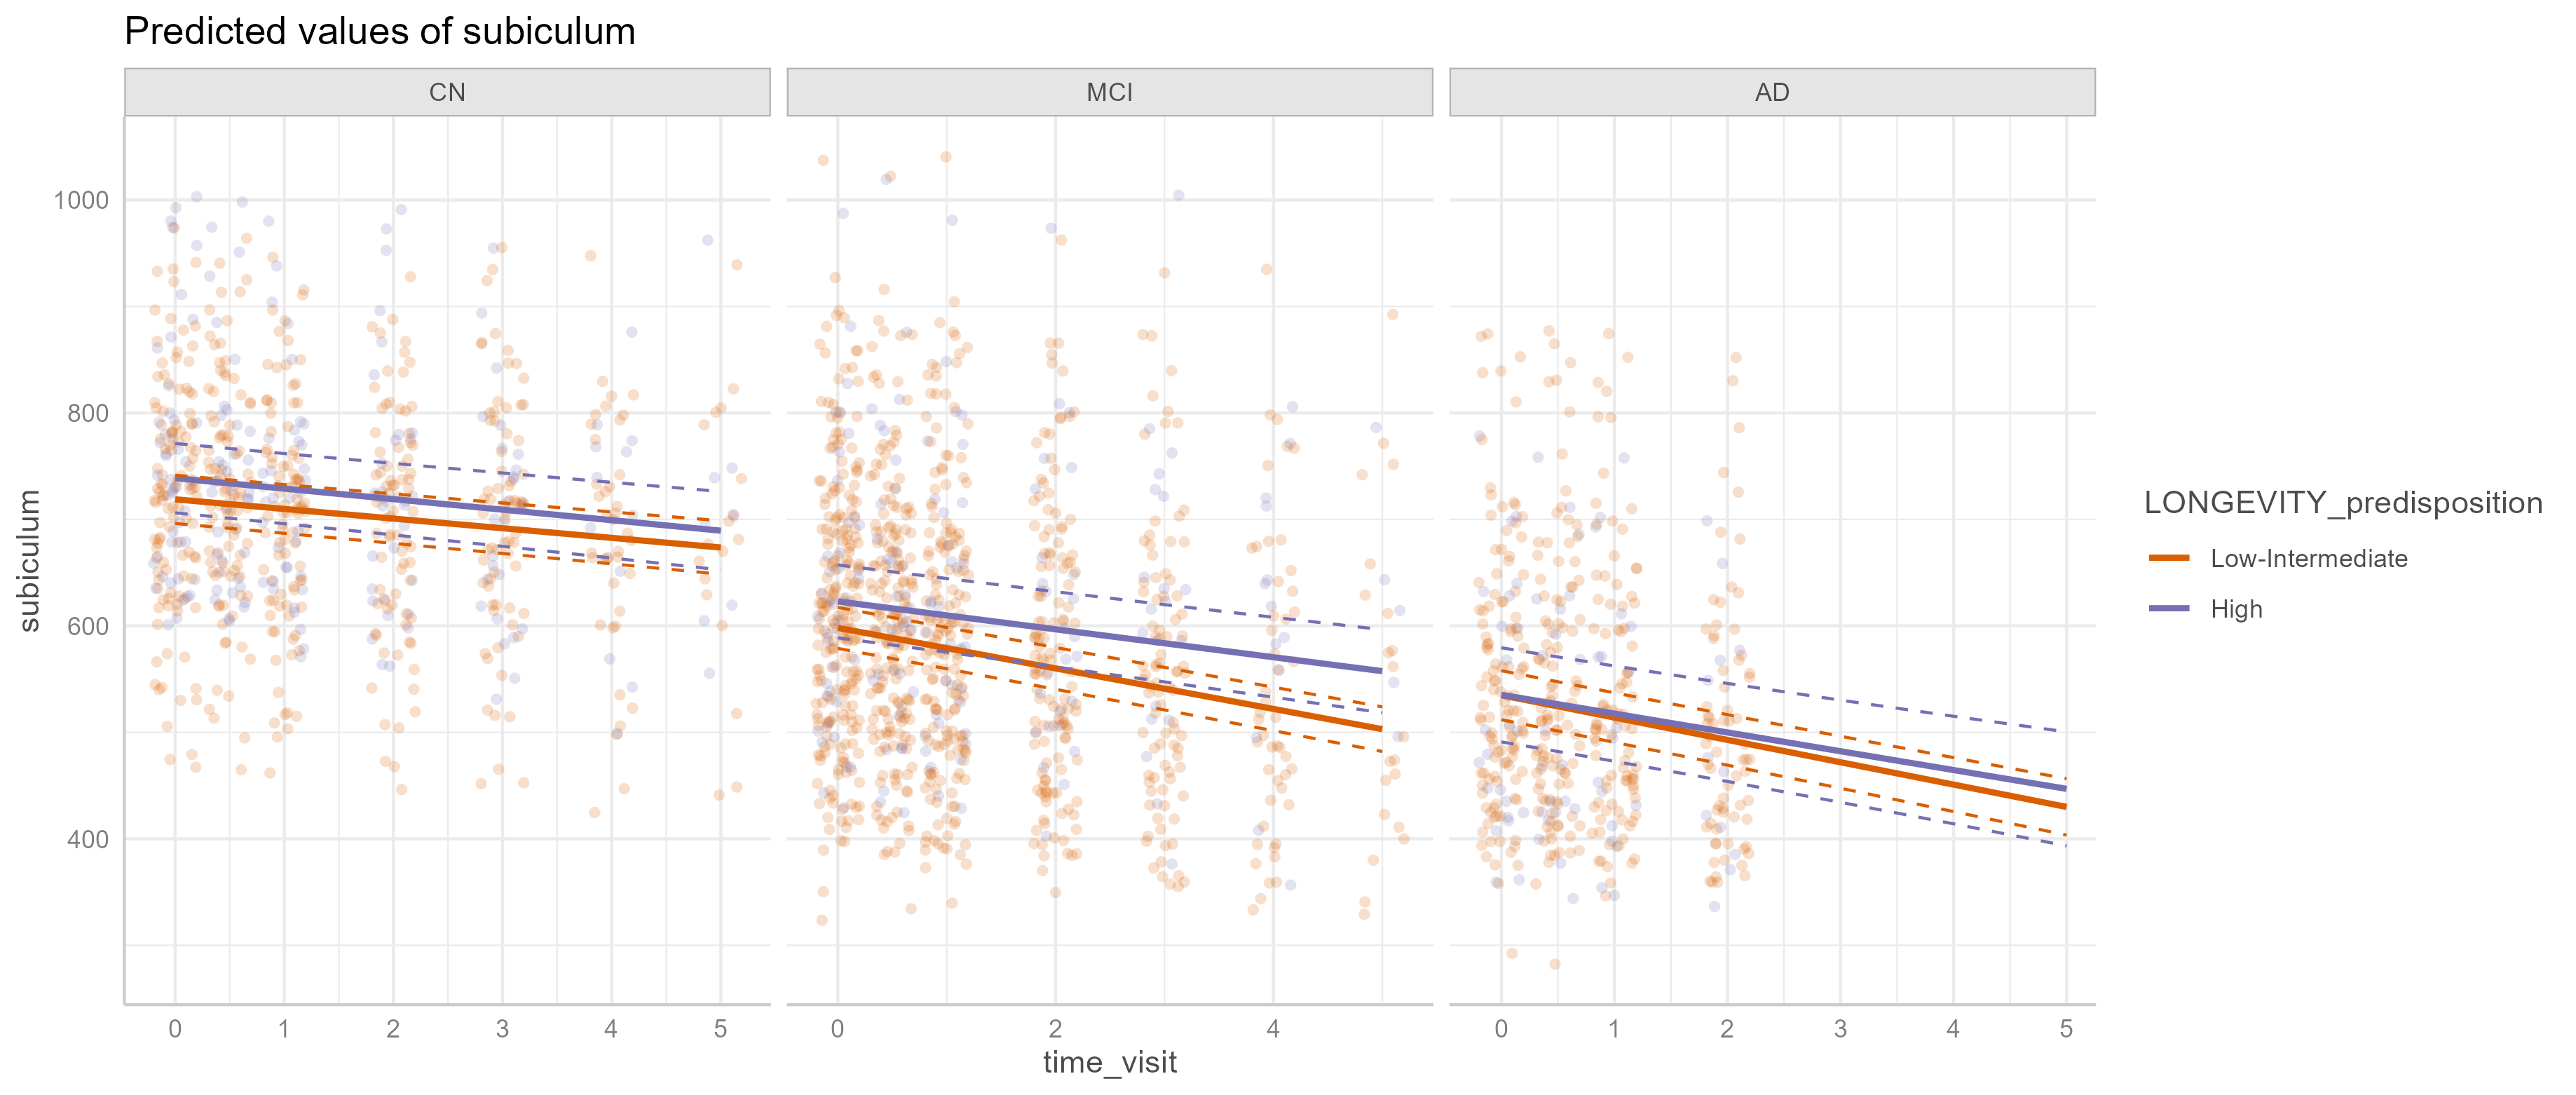 Predicted values of subiculum
CN MCI AD
1000
800
600
400
subiculum
0 1 2 3 4 5 0 2 4 0 1 2 3 4 5
time_visit
LONGEVITY_predisposition
Low-Intermediate
High